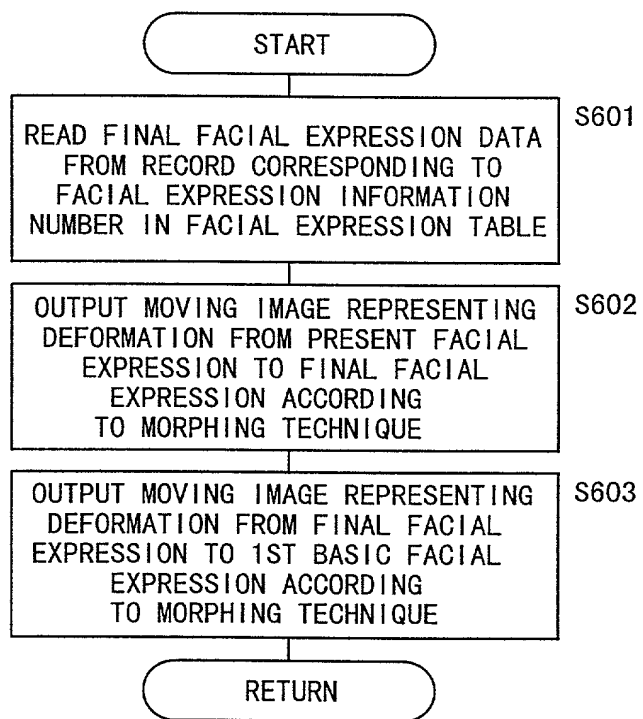 START
S601
READ FINAL FACIAL EXPRESSION DATA
FROM RECORD CORRESPONDING TO
FACIAL EXPRESSION INFORMATION
NUMBER IN FACIAL EXPRESSION TABLE
S602
OUTPUT MOVING IMAGE REPRESENTING
DEFORMATION FROM PRESENT FACIAL
EXPRESSION TO FINAL FACIAL
EXPRESSION ACCORDING
TO MORPHING TECHNIQUE
S603
OUTPUT MOVING IMAGE REPRESENTING
DEFORMATION FROM FINAL FACIAL
EXPRESSION TO 1ST BASIC FACIAL
EXPRESSION ACCORDING
TO MORPHING TECHNIQUE
RETURN